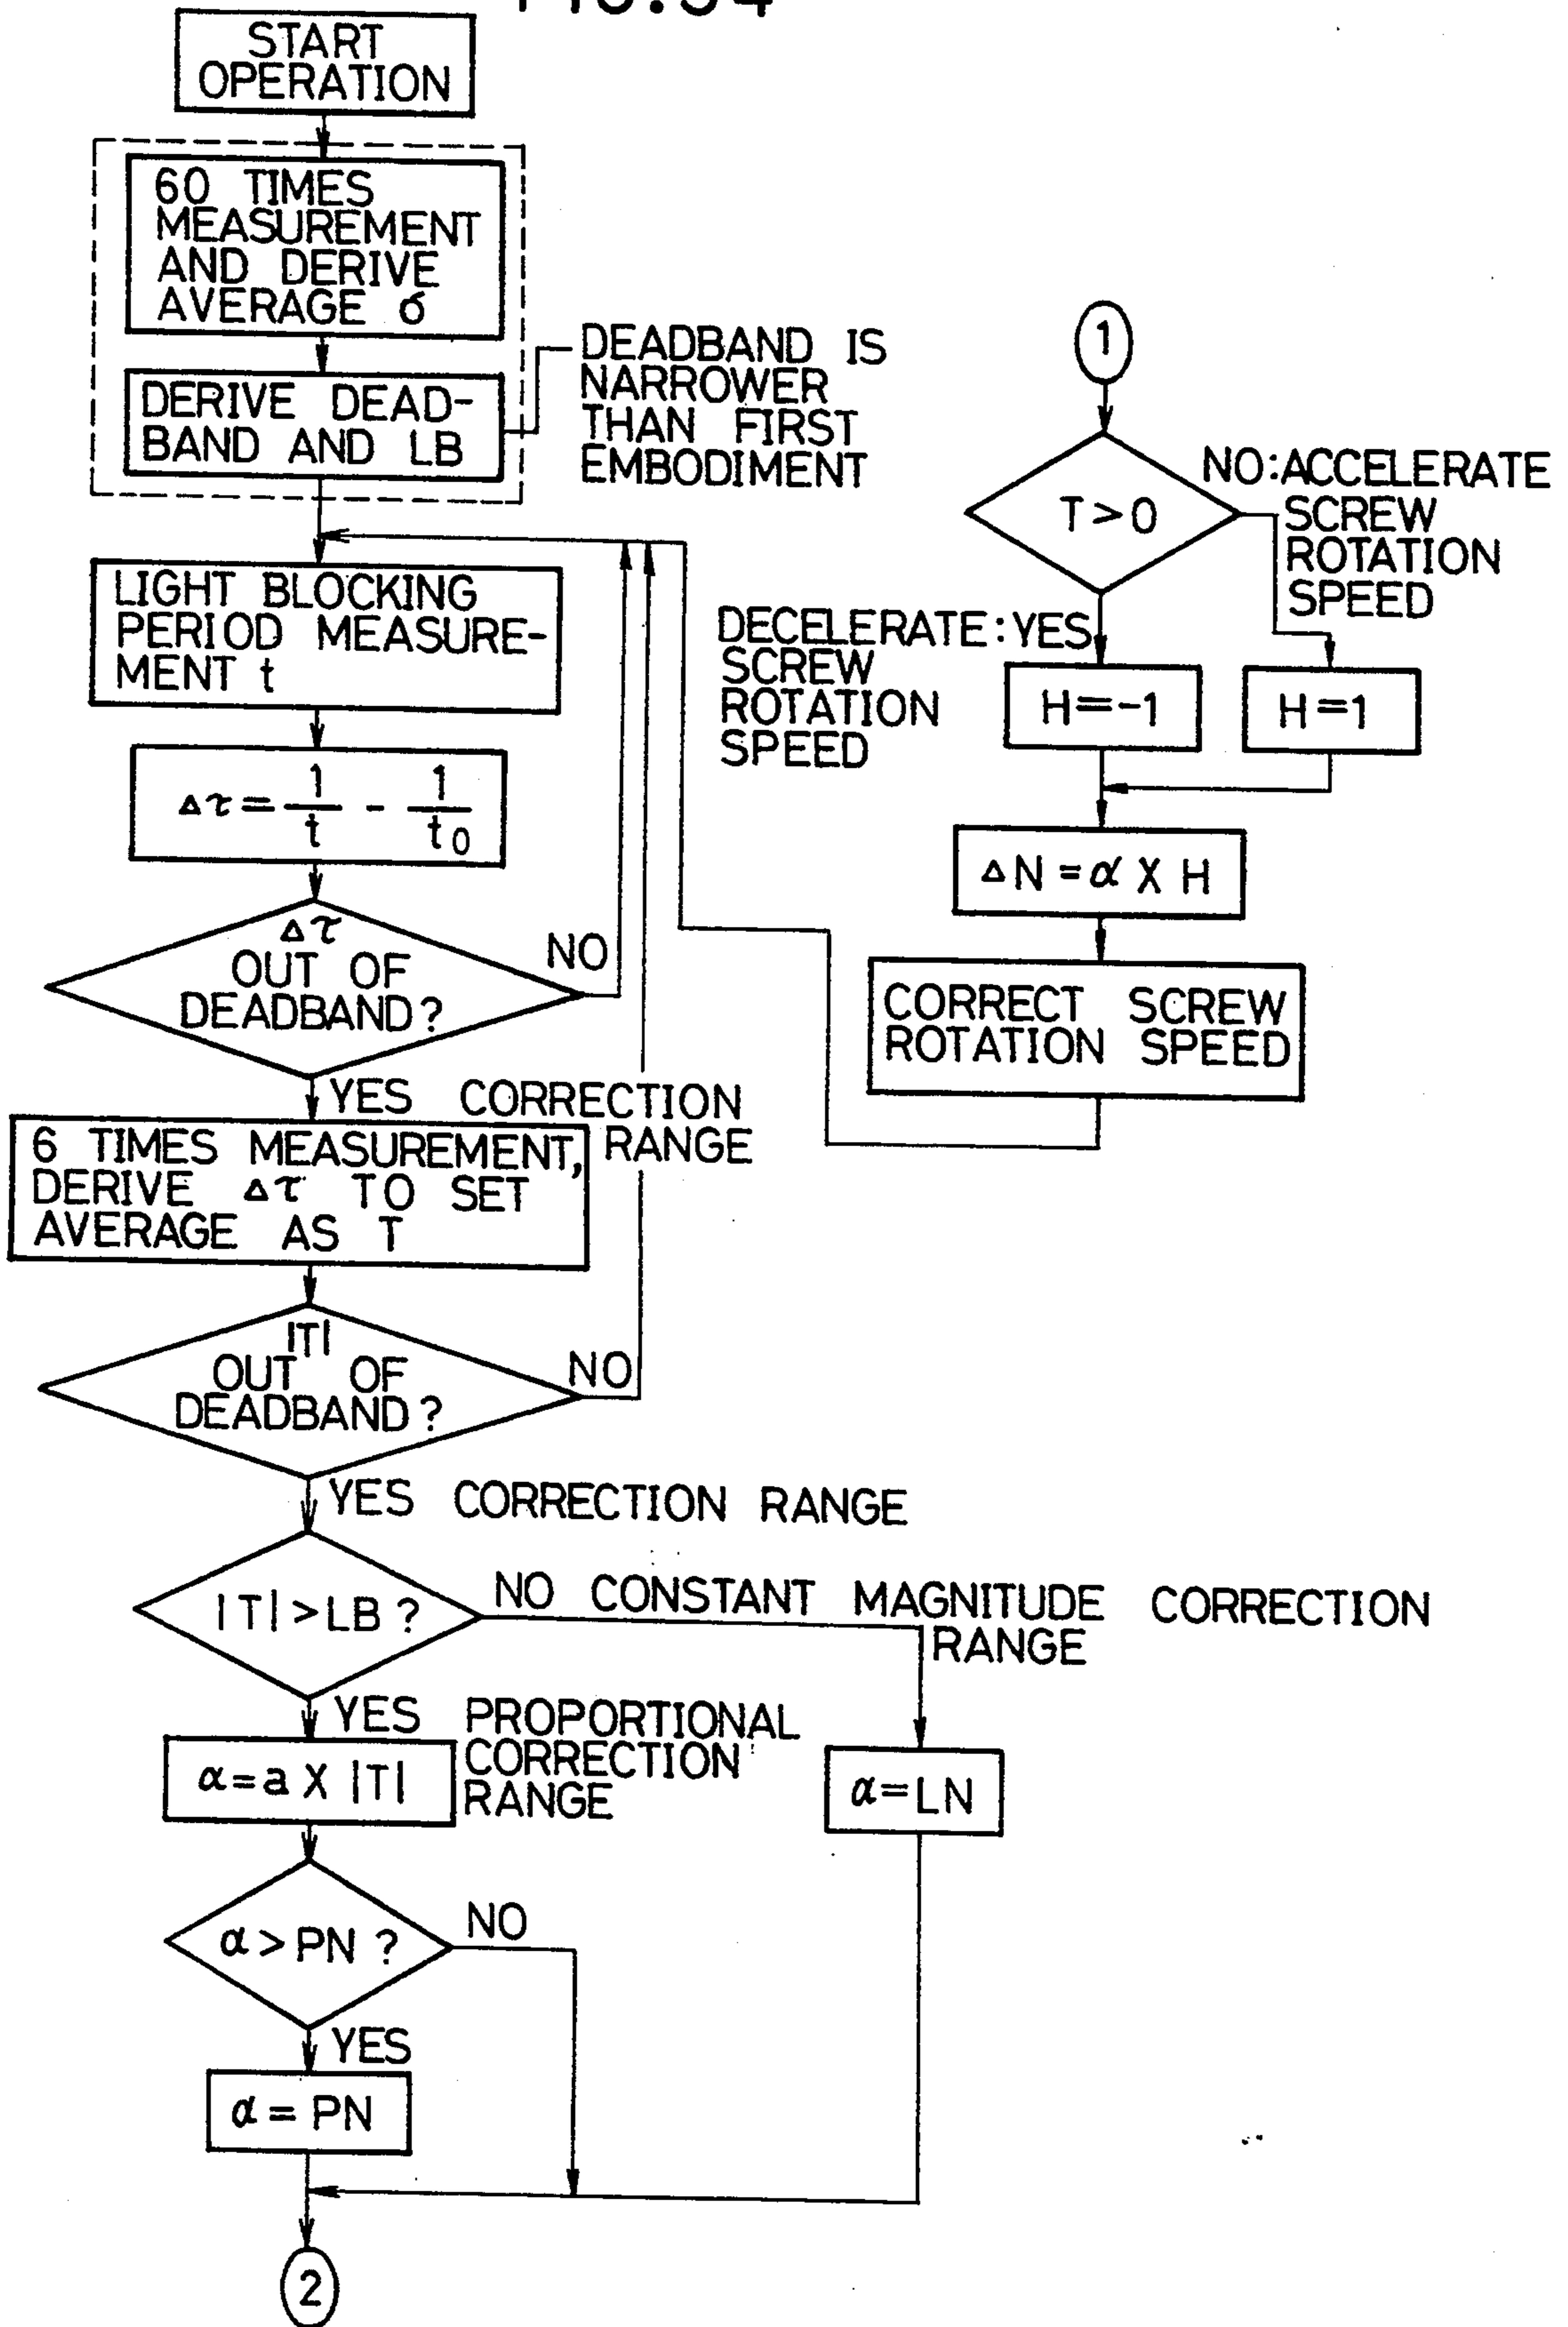 START
OPERATION
60 TIMES
MEASUREMENT
AND DERIVE
AVERAGE σ
DERIVE DEAD-
BAND AND LB
DEADBAND IS
NARROWER
THAN FIRST
EMBODIMENT
LIGHT BLOCKING
PERIOD MEASURE-
MENT t
Δτ = 1/t - 1/t0
Δτ
OUT OF
DEADBAND?
NO
YES CORRECTION
RANGE
6 TIMES MEASUREMENT,
DERIVE Δτ TO SET
AVERAGE AS T
|T|
OUT OF
DEADBAND?
NO
YES CORRECTION RANGE
|T| > LB ?
NO CONSTANT MAGNITUDE CORRECTION
RANGE
YES PROPORTIONAL
CORRECTION
RANGE
α = a X |T|
α = LN
α > PN ?
NO
YES
α = PN
2
1
T > 0
NO: ACCELERATE
SCREW
ROTATION
SPEED
DECELERATE: YES
SCREW
ROTATION
SPEED
H = -1
H = 1
ΔN = α X H
CORRECT SCREW
ROTATION SPEED